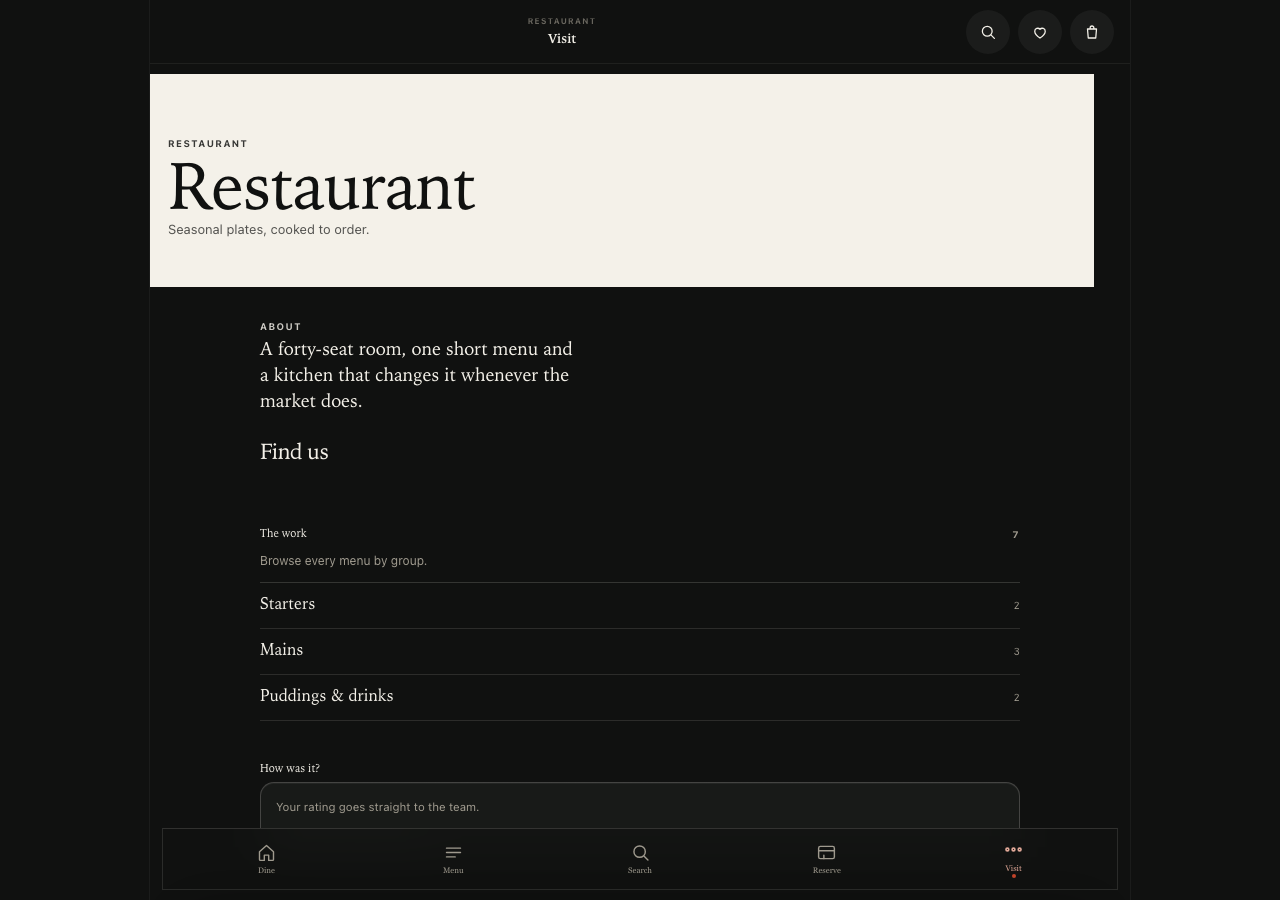 RESTAURANT
Visit
RESTAURANT
Restaurant
Seasonal plates, cooked to order.
ABOUT
A forty-seat room, one short menu and
a kitchen that changes it whenever the
market does.
Find us
The work 7
Browse every menu by group.
Starters 2
Mains 3
Puddings & drinks 2
How was it?
Your rating goes straight to the team.
Dine Menu Search Reserve Visit